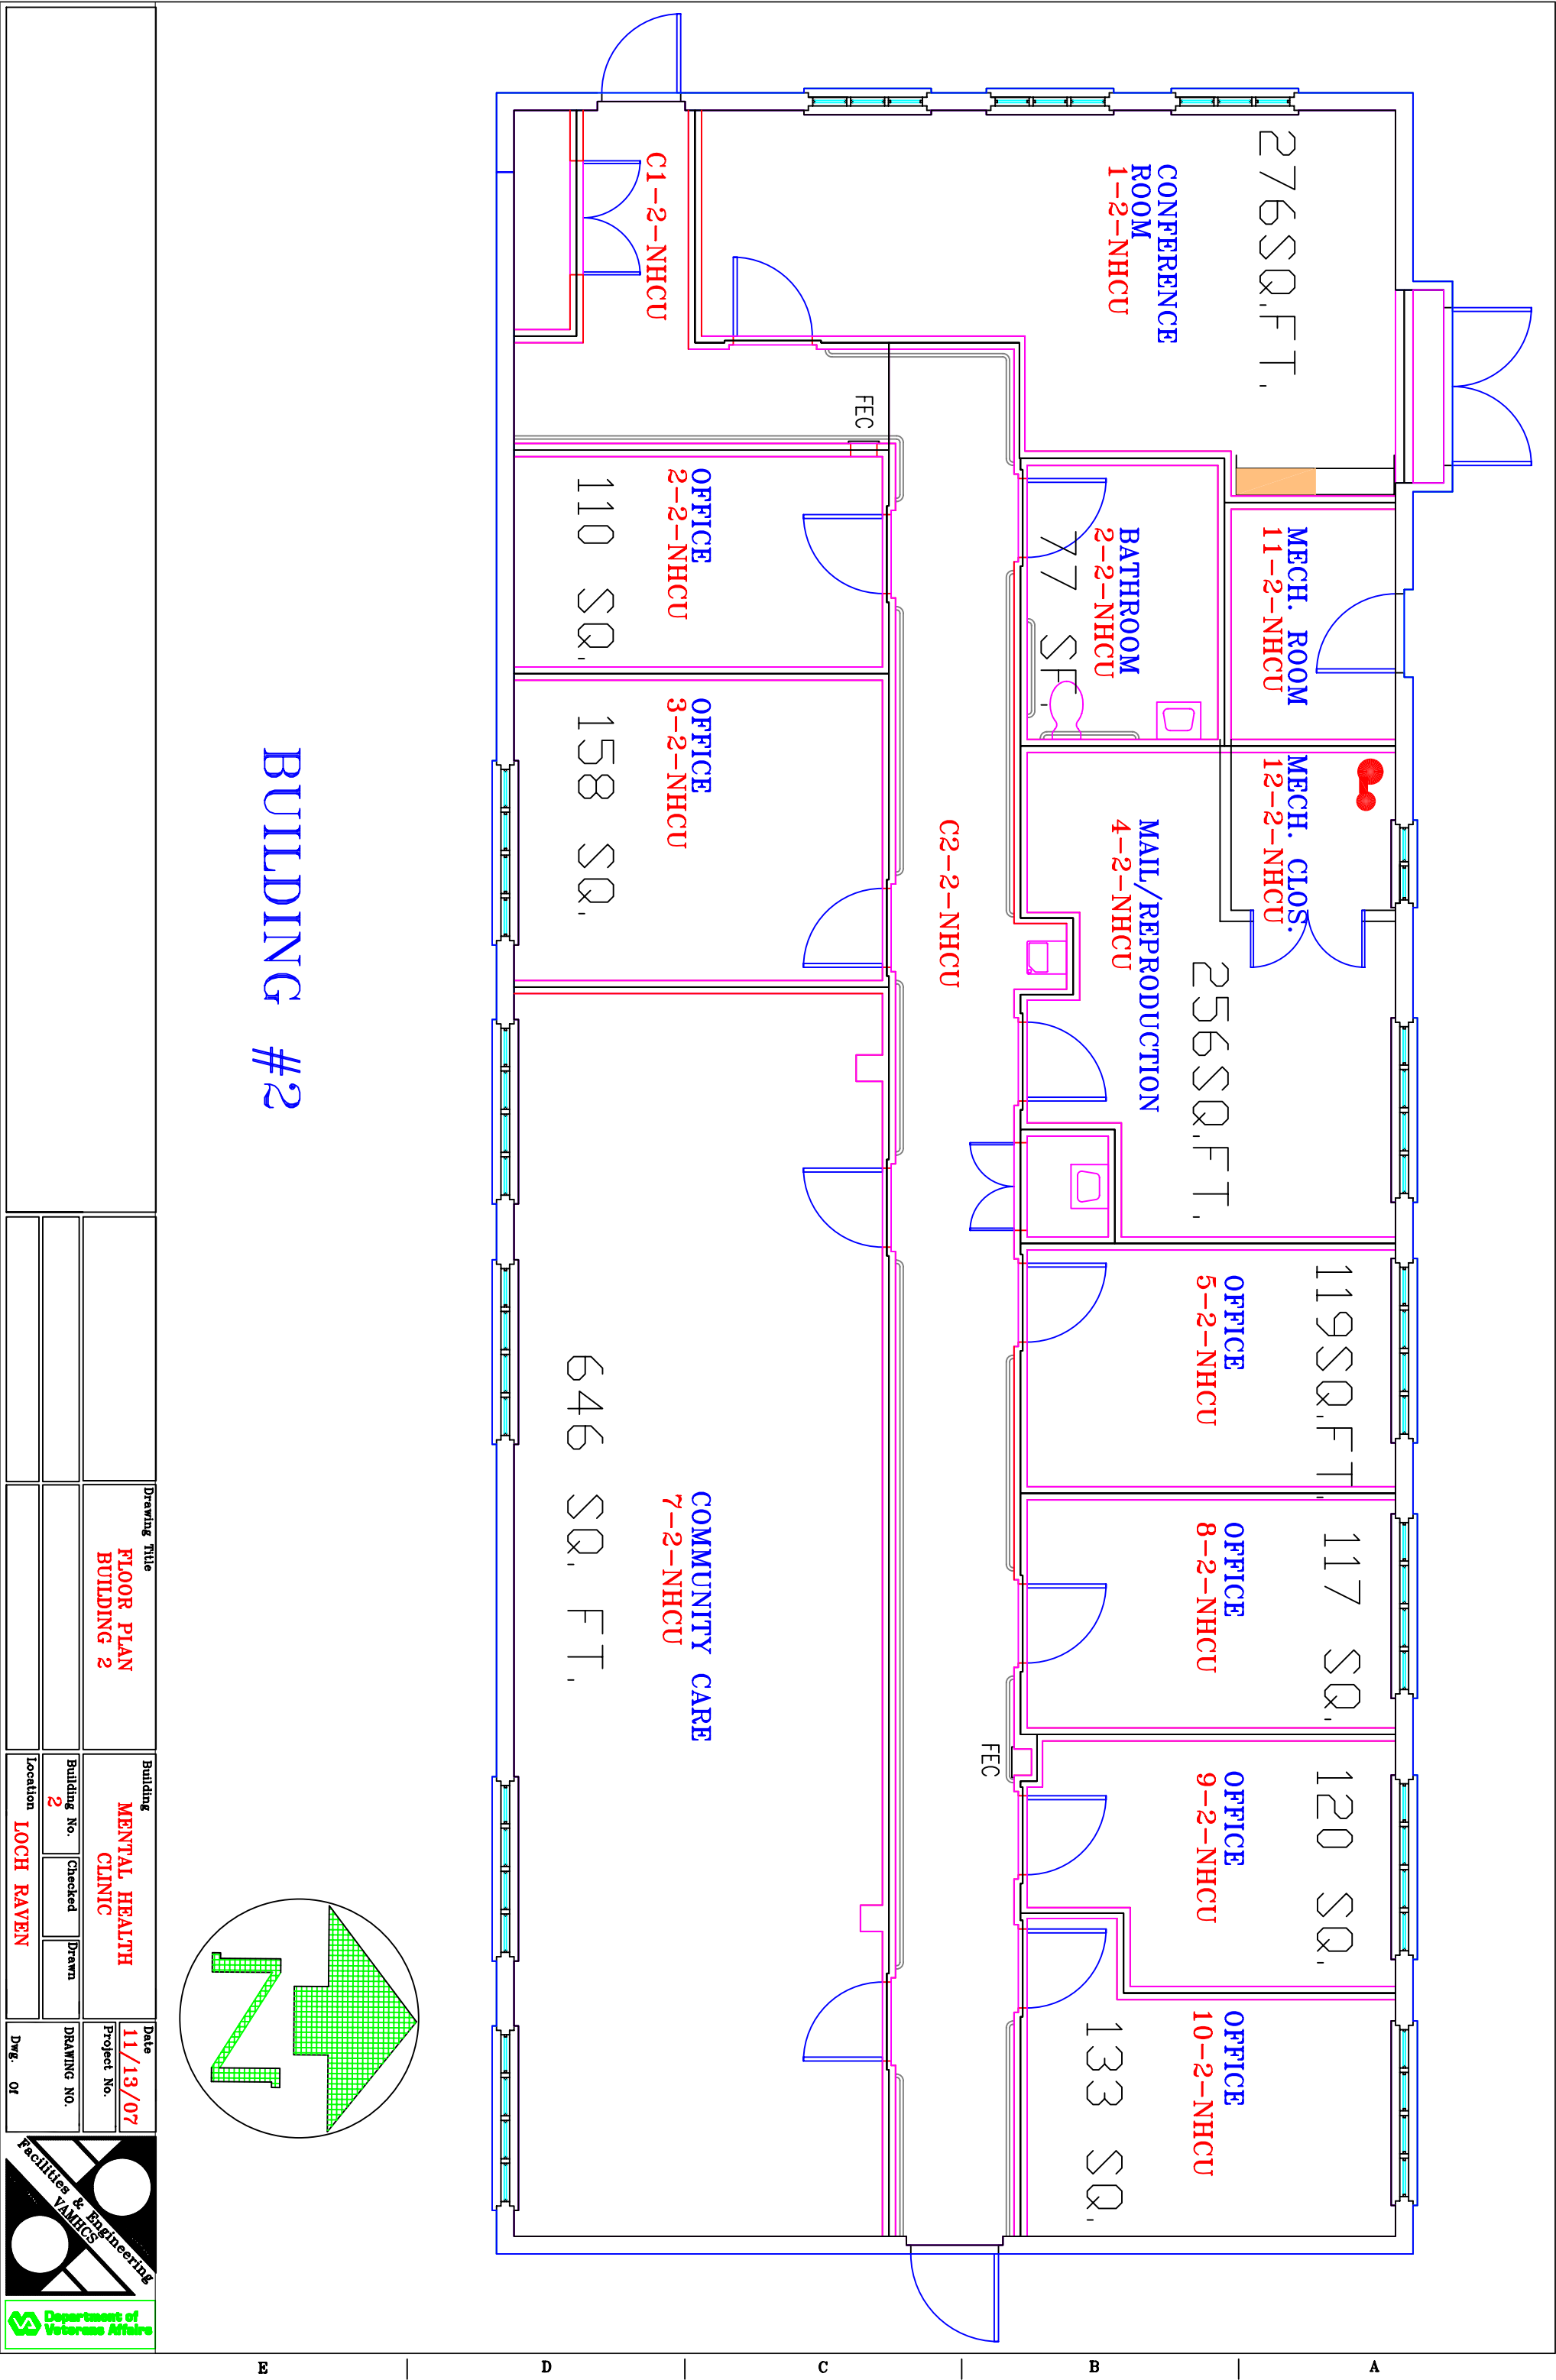 276SQ.FT.
CONFERENCE
ROOM
1-2-NHCU
C1-2-NHCU
MECH. ROOM
11-2-NHCU
BATHROOM
2-2-NHCU
77 SF.
MECH. CLOS.
12-2-NHCU
MAIL/REPRODUCTION
4-2-NHCU
256SQ.FT.
119SQ.FT.
OFFICE
5-2-NHCU
117 SQ.
OFFICE
8-2-NHCU
120 SQ.
OFFICE
9-2-NHCU
OFFICE
10-2-NHCU
133 SQ.
FEC
C2-2-NHCU
FEC
OFFICE
2-2-NHCU
110 SQ.
OFFICE
3-2-NHCU
158 SQ.
COMMUNITY CARE
7-2-NHCU
646 SQ. FT.
BUILDING #2
N
A
B
C
D
E
Drawing Title
FLOOR PLAN
BUILDING 2
Building
MENTAL HEALTH
CLINIC
Building No.
2
Checked
Drawn
Location
LOCH RAVEN
Date
11/13/07
Project No.
DRAWING NO.
Dwg. Of
Facilities & Engineering
VAMHCS
VA
Department of
Veterans Affairs